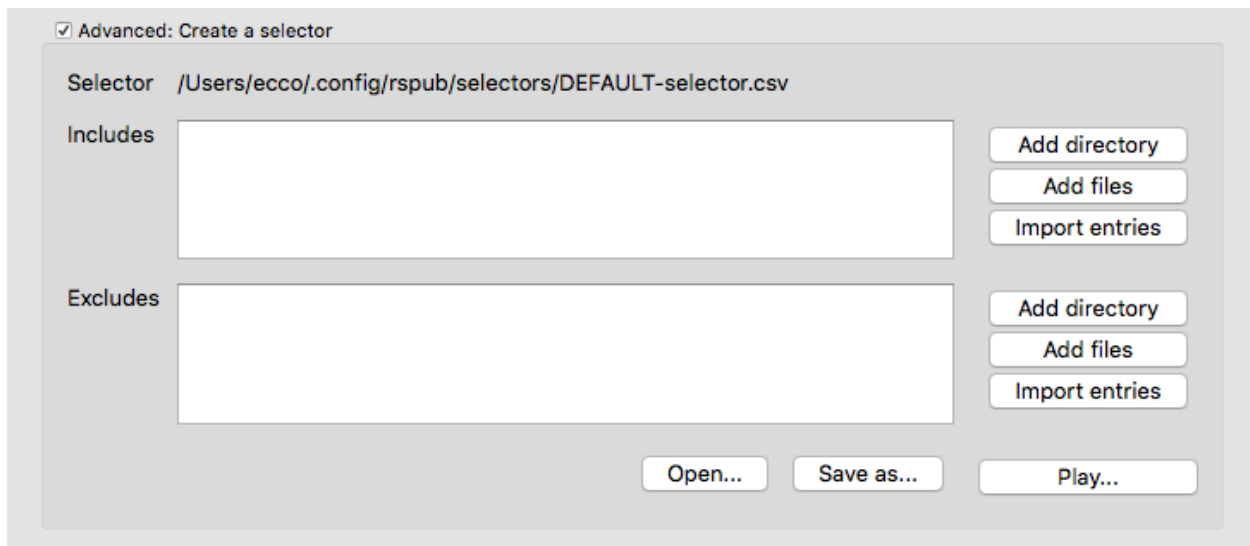 Advanced: Create a selector
Selector /Users/ecco/.config/rspub/selectors/DEFAULT-selector.csv
Includes
Add directory
Add files
Import entries
Excludes
Add directory
Add files
Import entries
Open... Save as... Play...